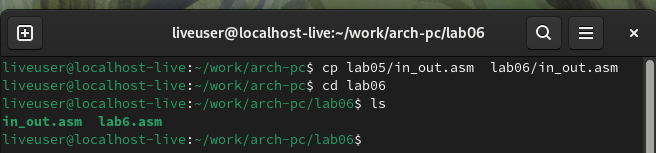 liveuser@localhost-live:~/work/arch-pc/lab06
liveuser@localhost-live:~/work/arch-pc$ cp lab05/in_out.asm  lab06/in_out.asm
liveuser@localhost-live:~/work/arch-pc$ cd lab06
liveuser@localhost-live:~/work/arch-pc/lab06$ ls
in_out.asm  lab6.asm
liveuser@localhost-live:~/work/arch-pc/lab06$